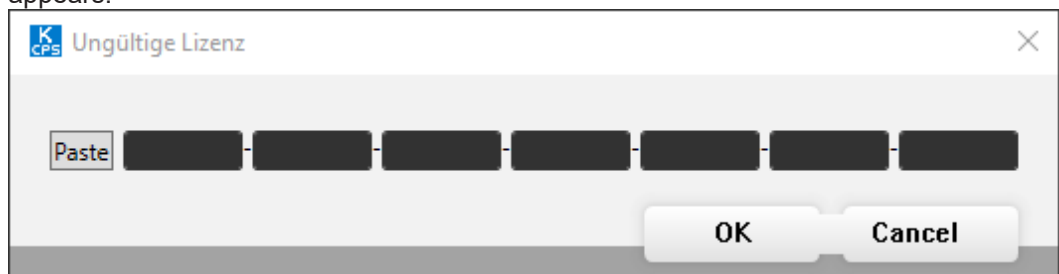 appears.
K
CPS Ungültige Lizenz
Paste - - - - - -
OK Cancel